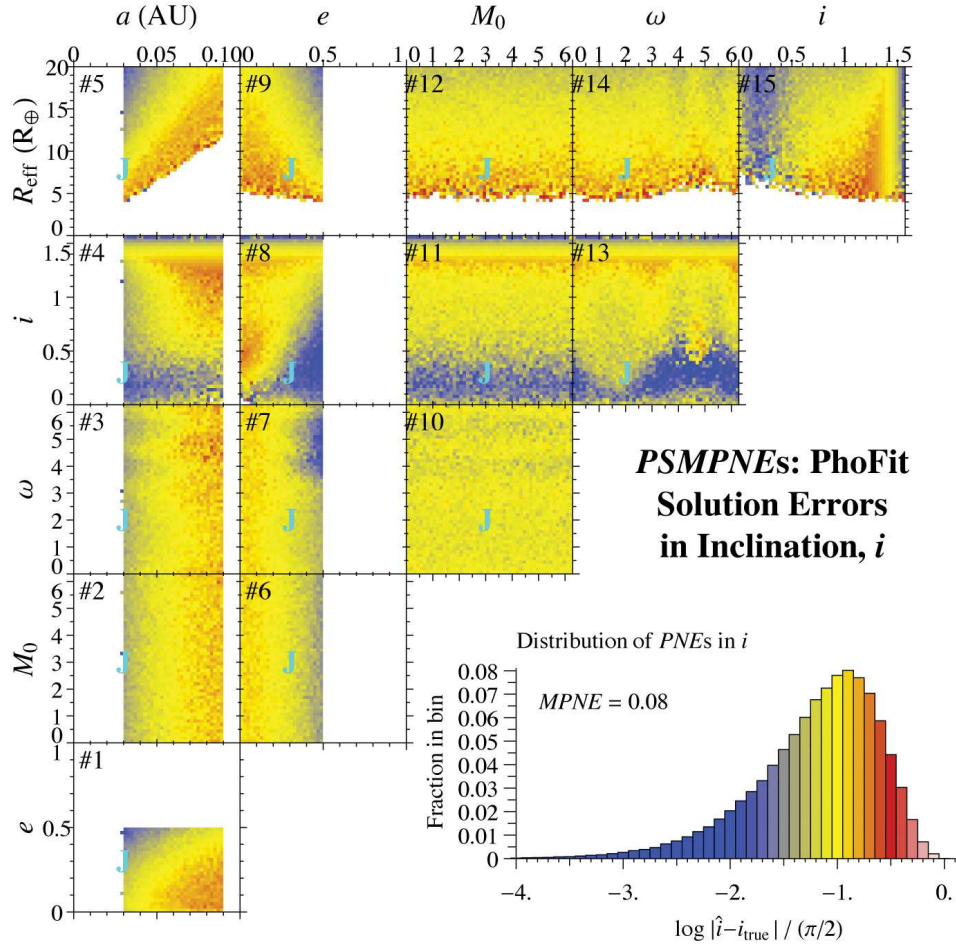 a (AU) e M₀ ω i
0 0.05 0.10 0 0.5 1.0 0 1 2 3 4 5 6 0 1 2 3 4 5 6 0 0.5 1 1.5
R_eff (R⊕)
20
15
10
5
0
#5 #9 #12 #14 #15
J J J J J
i
1.5
1
0.5
0
#4 #8 #11 #13
J J J J
ω
6
5
4
3
2
1
0
#3 #7 #10
J J J
PSMPNEs: PhoFit
Solution Errors
in Inclination, i
M₀
6
5
4
3
2
1
0
#2 #6
J J
e
1
0.5
0
#1
J
Distribution of PNEs in i
MPNE = 0.08
Fraction in bin
0.08
0.07
0.06
0.05
0.04
0.03
0.02
0.01
0
−4. −3. −2. −1. 0.
log |î−i_true| / (π/2)